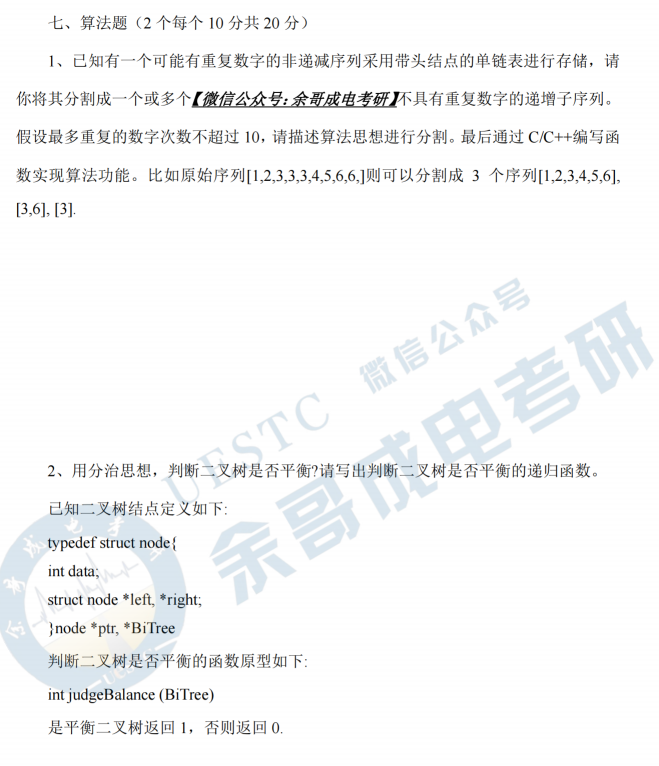 七、算法题（2 个每个 10 分共 20 分）
1、已知有一个可能有重复数字的非递减序列采用带头结点的单链表进行存储，请
你将其分割成一个或多个【微信公众号：余哥成电考研】不具有重复数字的递增子序列。
假设最多重复的数字次数不超过 10，请描述算法思想进行分割。最后通过 C/C++编写函
数实现算法功能。比如原始序列[1,2,3,3,3,4,5,6,6,]则可以分割成 3 个序列[1,2,3,4,5,6],
[3,6], [3].
UESTC 微信公众号
余哥成电考研
2、用分治思想，判断二叉树是否平衡?请写出判断二叉树是否平衡的递归函数。
已知二叉树结点定义如下:
typedef struct node{
int data;
struct node *left, *right;
}node *ptr, *BiTree
判断二叉树是否平衡的函数原型如下:
int judgeBalance (BiTree)
是平衡二叉树返回 1，否则返回 0.